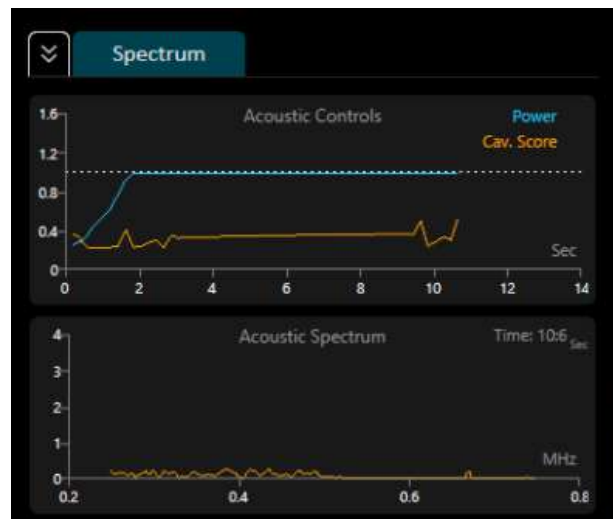 Spectrum
Acoustic Controls
Power
Cav. Score
1.6
1.2
0.8
0.4
0
Sec
0 2 4 6 8 10 12 14
Acoustic Spectrum
Time: 10:6 Sec
4
3
2
1
0
MHz
0.2 0.4 0.6 0.8